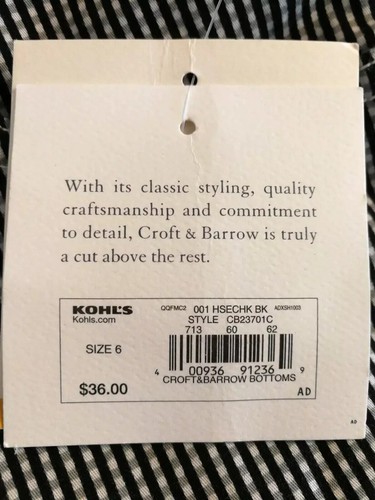 With its classic styling, quality
craftsmanship and commitment
to detail, Croft & Barrow is truly
a cut above the rest.
KOHL'S QQFMC2 001 HSECHK BK ADXSH1003
Kohls.com STYLE CB23701C
713 60 62
SIZE 6
4 00936 91236 9
CROFT&BARROW BOTTOMS
$36.00 AD
AD